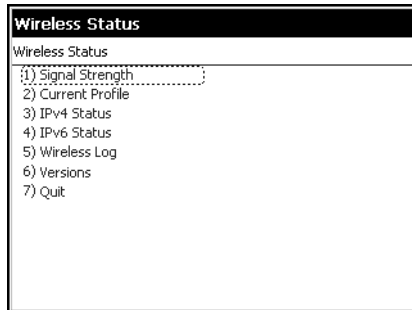 Wireless Status
Wireless Status
1) Signal Strength
2) Current Profile
3) IPv4 Status
4) IPv6 Status
5) Wireless Log
6) Versions
7) Quit